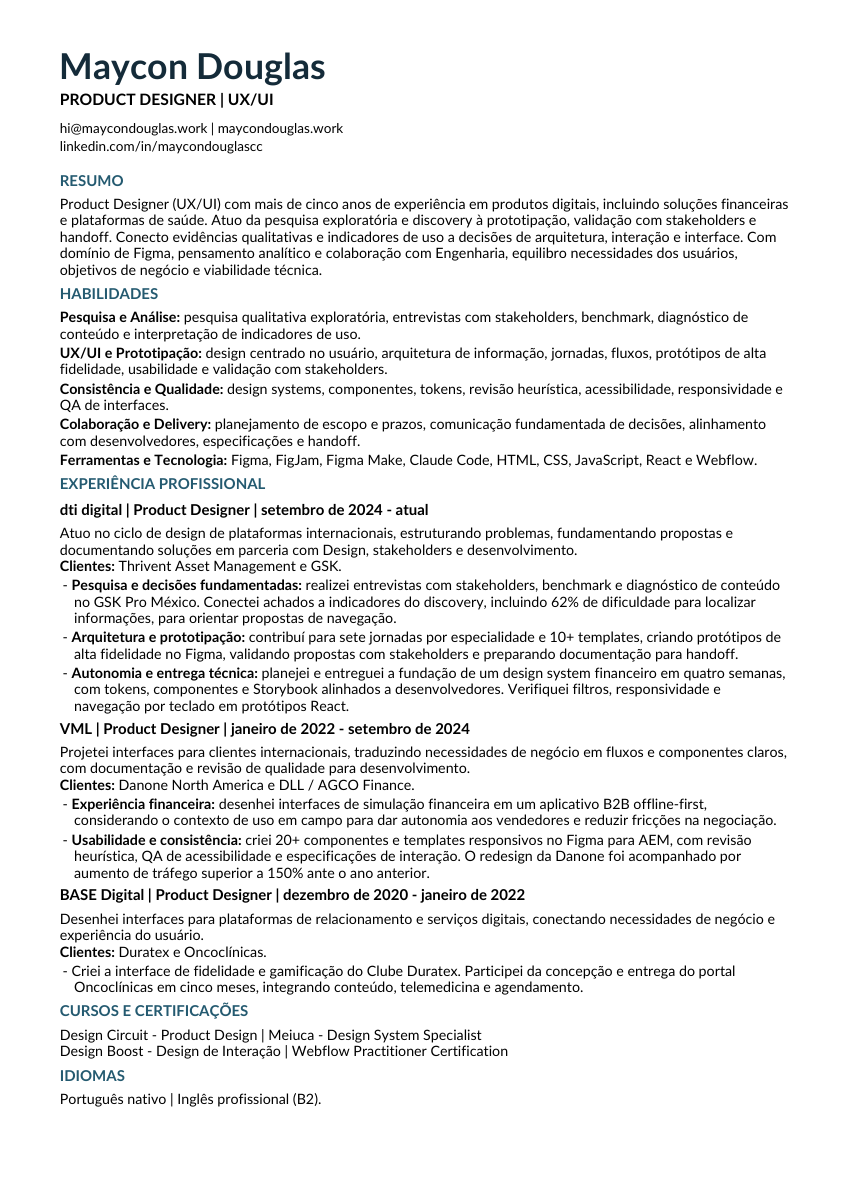 Maycon Douglas
PRODUCT DESIGNER | UX/UI
hi@maycondouglas.work | maycondouglas.work
linkedin.com/in/maycondouglascc
RESUMO
Product Designer (UX/UI) com mais de cinco anos de experiência em produtos digitais, incluindo soluções financeiras
e plataformas de saúde. Atuo da pesquisa exploratória e discovery à prototipação, validação com stakeholders e
handoff. Conecto evidências qualitativas e indicadores de uso a decisões de arquitetura, interação e interface. Com
domínio de Figma, pensamento analítico e colaboração com Engenharia, equilibro necessidades dos usuários,
objetivos de negócio e viabilidade técnica.
HABILIDADES
Pesquisa e Análise: pesquisa qualitativa exploratória, entrevistas com stakeholders, benchmark, diagnóstico de
conteúdo e interpretação de indicadores de uso.
UX/UI e Prototipação: design centrado no usuário, arquitetura de informação, jornadas, fluxos, protótipos de alta
fidelidade, usabilidade e validação com stakeholders.
Consistência e Qualidade: design systems, componentes, tokens, revisão heurística, acessibilidade, responsividade e
QA de interfaces.
Colaboração e Delivery: planejamento de escopo e prazos, comunicação fundamentada de decisões, alinhamento
com desenvolvedores, especificações e handoff.
Ferramentas e Tecnologia: Figma, FigJam, Figma Make, Claude Code, HTML, CSS, JavaScript, React e Webflow.
EXPERIÊNCIA PROFISSIONAL
dti digital | Product Designer | setembro de 2024 - atual
Atuo no ciclo de design de plataformas internacionais, estruturando problemas, fundamentando propostas e
documentando soluções em parceria com Design, stakeholders e desenvolvimento.
Clientes: Thrivent Asset Management e GSK.
- Pesquisa e decisões fundamentadas: realizei entrevistas com stakeholders, benchmark e diagnóstico de conteúdo
no GSK Pro México. Conectei achados a indicadores do discovery, incluindo 62% de dificuldade para localizar
informações, para orientar propostas de navegação.
- Arquitetura e prototipação: contribuí para sete jornadas por especialidade e 10+ templates, criando protótipos de
alta fidelidade no Figma, validando propostas com stakeholders e preparando documentação para handoff.
- Autonomia e entrega técnica: planejei e entreguei a fundação de um design system financeiro em quatro semanas,
com tokens, componentes e Storybook alinhados a desenvolvedores. Verifiquei filtros, responsividade e
navegação por teclado em protótipos React.
VML | Product Designer | janeiro de 2022 - setembro de 2024
Projetei interfaces para clientes internacionais, traduzindo necessidades de negócio em fluxos e componentes claros,
com documentação e revisão de qualidade para desenvolvimento.
Clientes: Danone North America e DLL / AGCO Finance.
- Experiência financeira: desenhei interfaces de simulação financeira em um aplicativo B2B offline-first,
considerando o contexto de uso em campo para dar autonomia aos vendedores e reduzir fricções na negociação.
- Usabilidade e consistência: criei 20+ componentes e templates responsivos no Figma para AEM, com revisão
heurística, QA de acessibilidade e especificações de interação. O redesign da Danone foi acompanhado por
aumento de tráfego superior a 150% ante o ano anterior.
BASE Digital | Product Designer | dezembro de 2020 - janeiro de 2022
Desenhei interfaces para plataformas de relacionamento e serviços digitais, conectando necessidades de negócio e
experiência do usuário.
Clientes: Duratex e Oncoclínicas.
- Criei a interface de fidelidade e gamificação do Clube Duratex. Participei da concepção e entrega do portal
Oncoclínicas em cinco meses, integrando conteúdo, telemedicina e agendamento.
CURSOS E CERTIFICAÇÕES
Design Circuit - Product Design | Meiuca - Design System Specialist
Design Boost - Design de Interação | Webflow Practitioner Certification
IDIOMAS
Português nativo | Inglês profissional (B2).